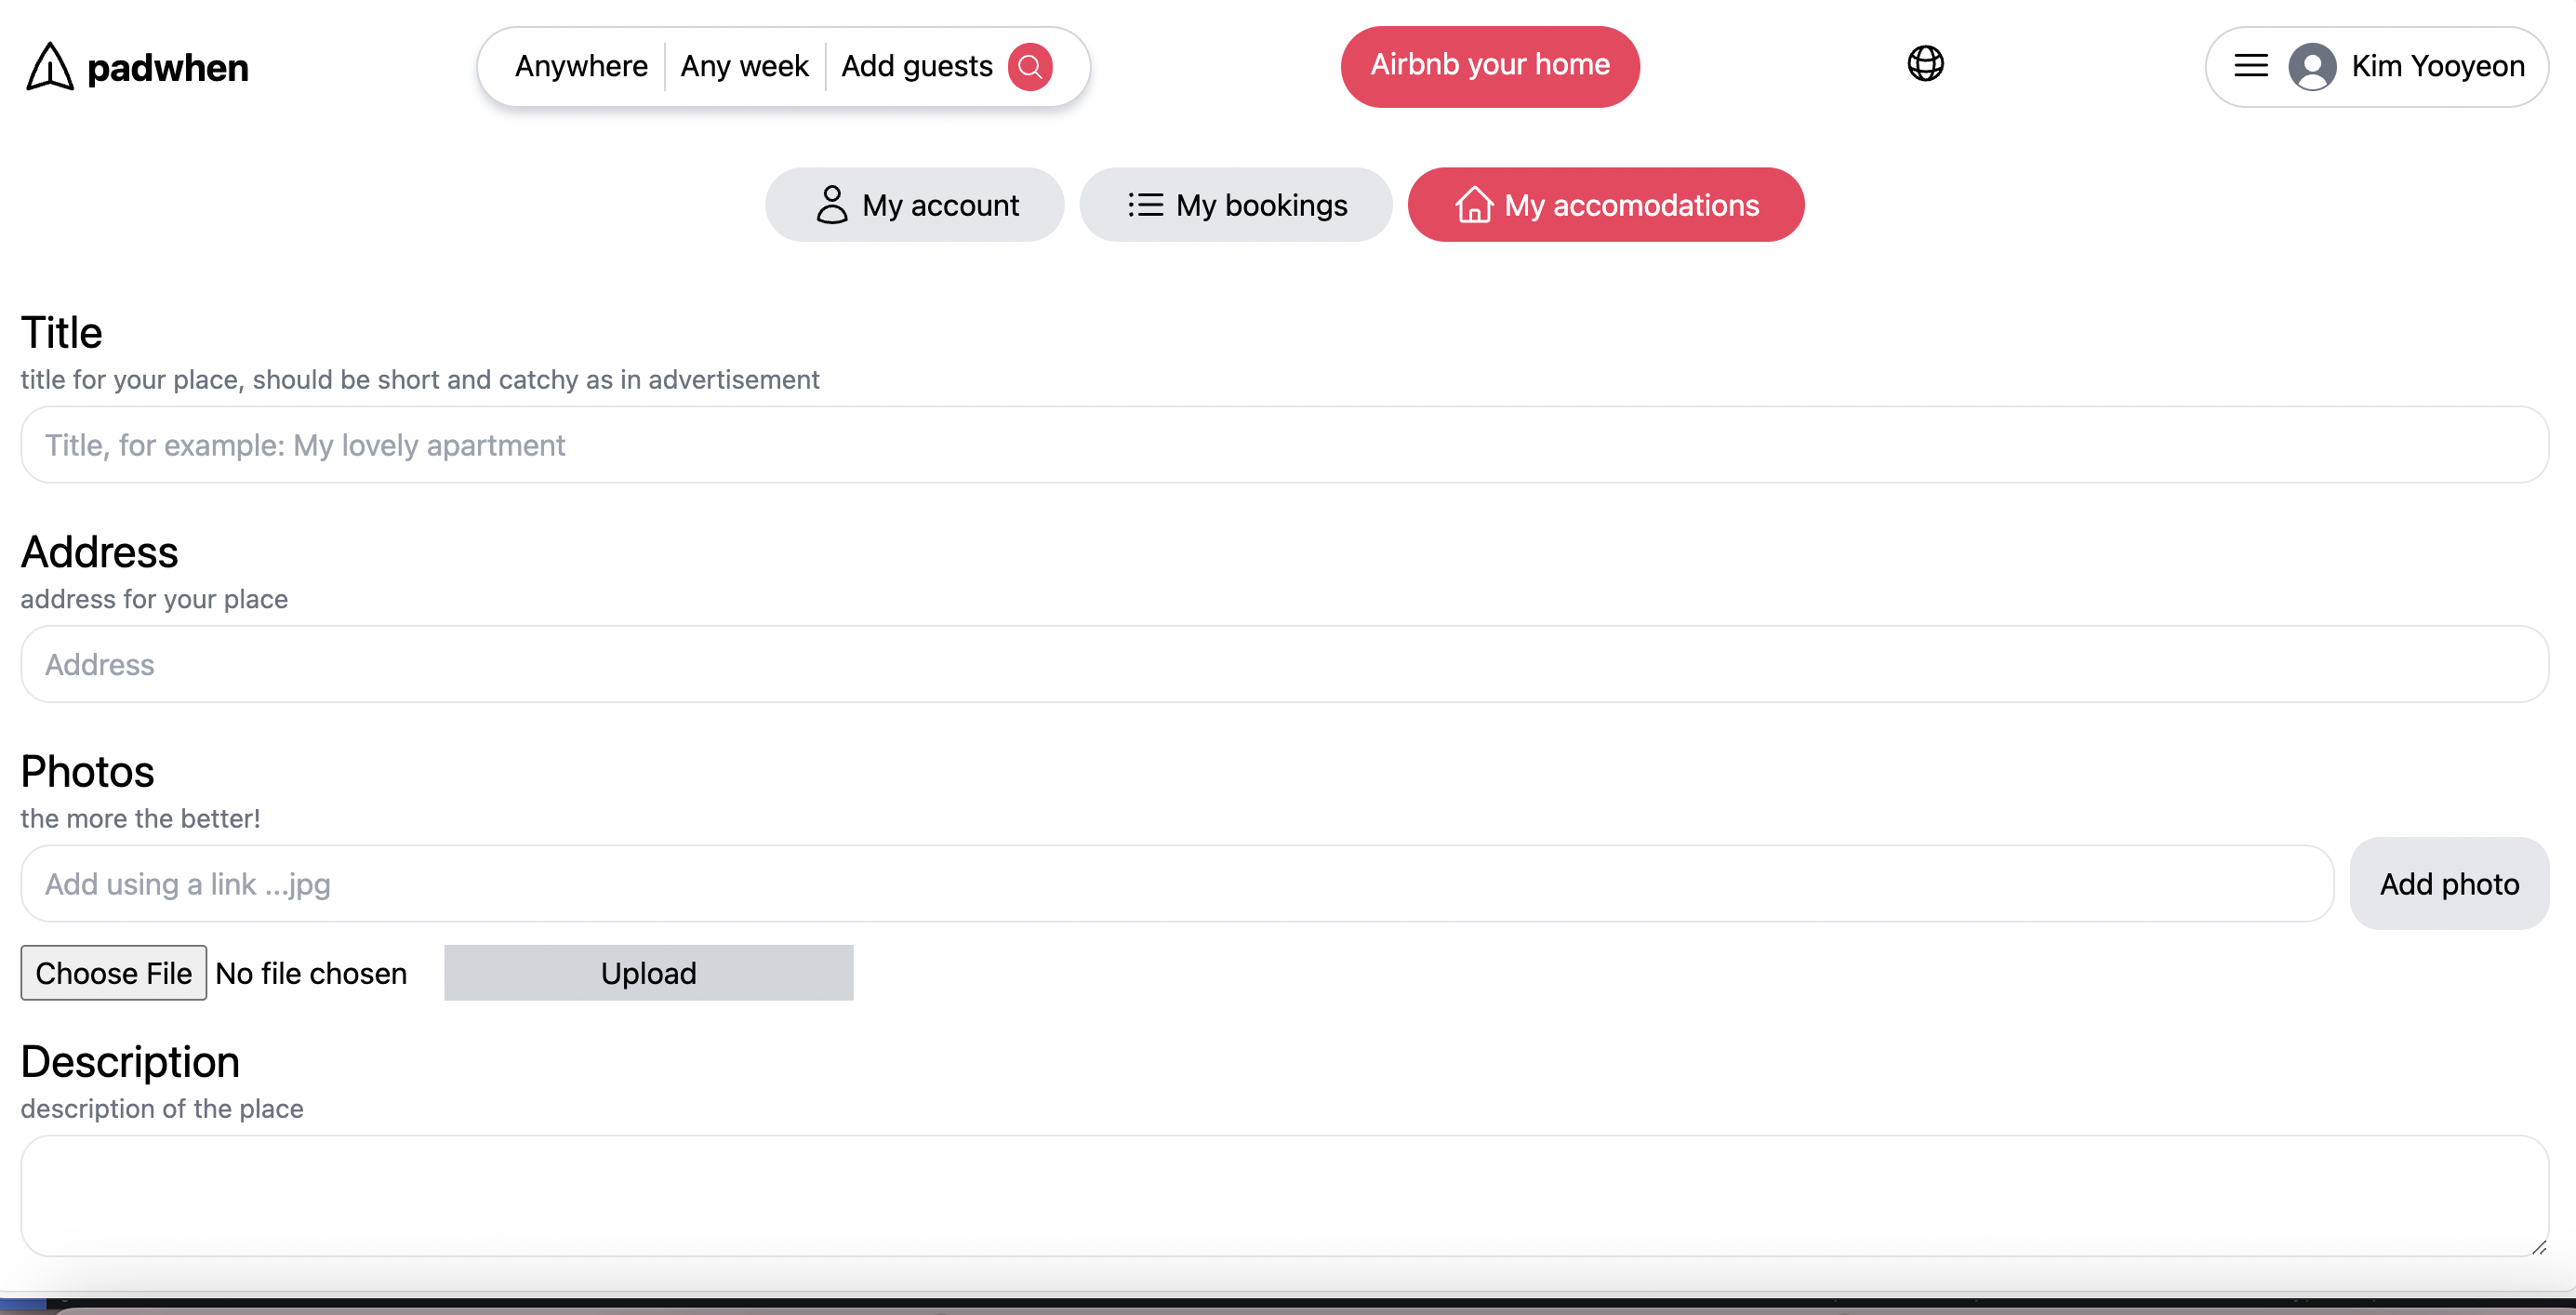 padwhen
Anywhere Any week Add guests
Airbnb your home
Kim Yooyeon
My account
My bookings
My accomodations
Title
title for your place, should be short and catchy as in advertisement
Title, for example: My lovely apartment
Address
address for your place
Address
Photos
the more the better!
Add using a link ...jpg
Add photo
Choose File No file chosen
Upload
Description
description of the place